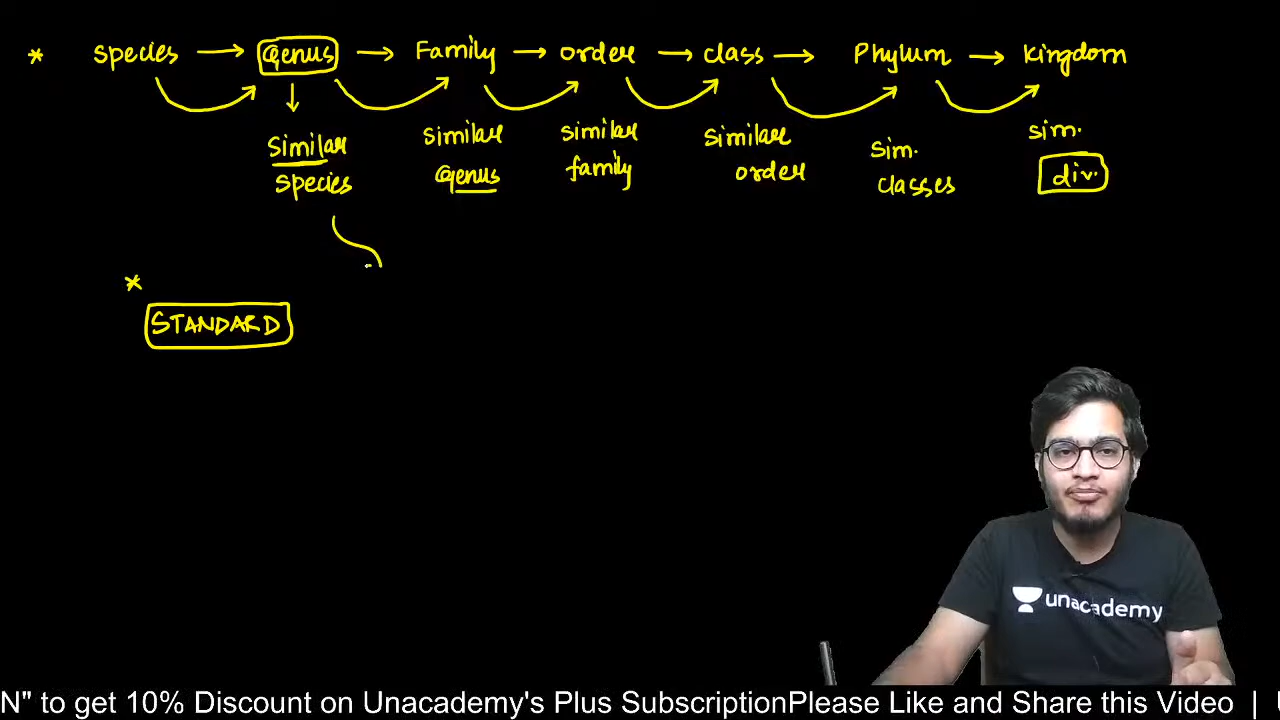 * Species → Genus → Family → order → class → Phylum → Kingdom
Similar species
similar Genus
similar family
similar order
sim. classes
sim. div.
*
STANDARD
unacademy
N" to get 10% Discount on Unacademy's Plus SubscriptionPlease Like and Share this Video |